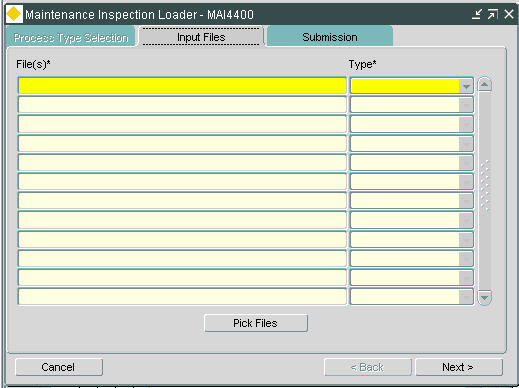 Maintenance Inspection Loader - MAI4400
Process Type Selection Input Files Submission
File(s)* Type*
Pick Files
Cancel < Back Next >